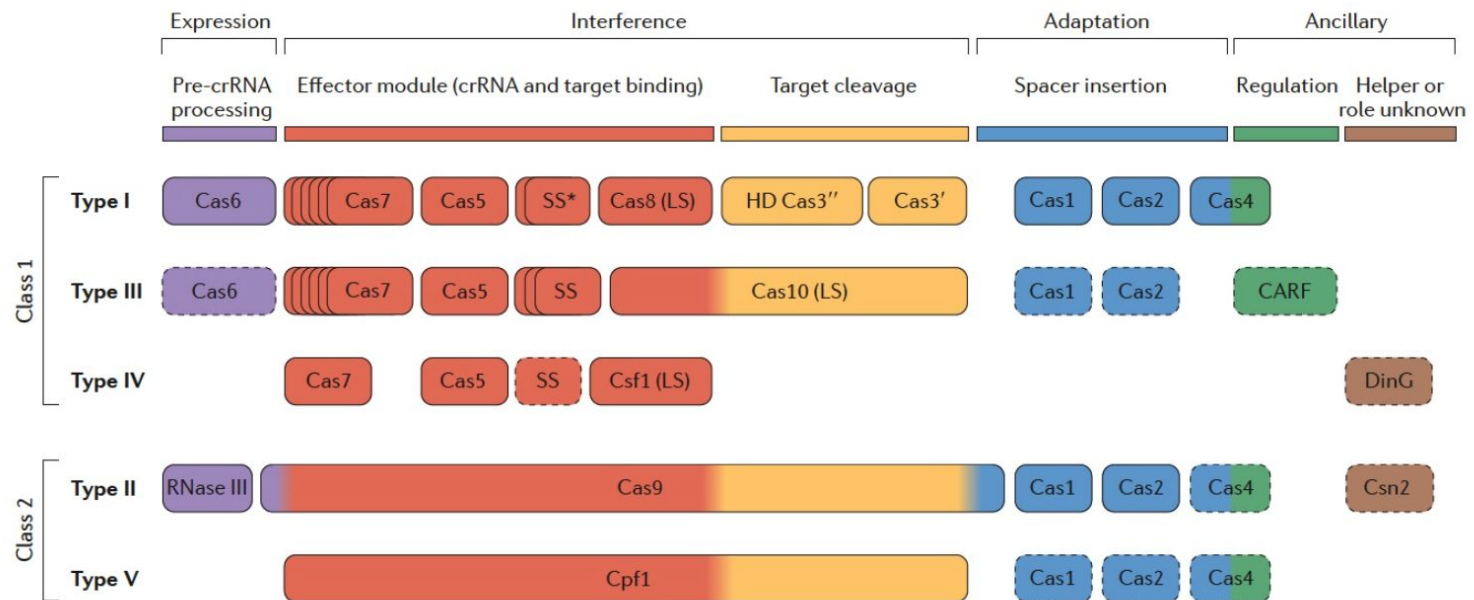 Expression Interference Adaptation Ancillary
Pre-crRNA processing Effector module (crRNA and target binding) Target cleavage Spacer insertion Regulation Helper or role unknown
Class 1
Type I Cas6 Cas7 Cas5 SS* Cas8 (LS) HD Cas3′′ Cas3′ Cas1 Cas2 Cas4
Type III Cas6 Cas7 Cas5 SS Cas10 (LS) Cas1 Cas2 CARF
Type IV Cas7 Cas5 SS Csf1 (LS) DinG
Class 2
Type II RNase III Cas9 Cas1 Cas2 Cas4 Csn2
Type V Cpf1 Cas1 Cas2 Cas4